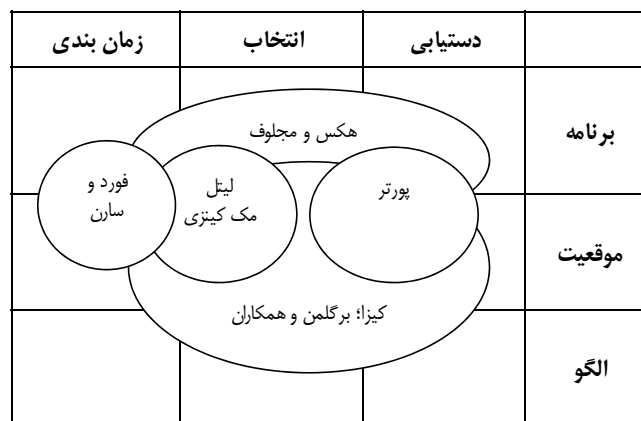 دستیابی
انتخاب
زمان بندی
برنامه
هکس و مجلوف
پورتر
لیتل
مک کینزی
فورد و
سارن
موقعیت
کیزا؛ برگلمن و همکاران
الگو